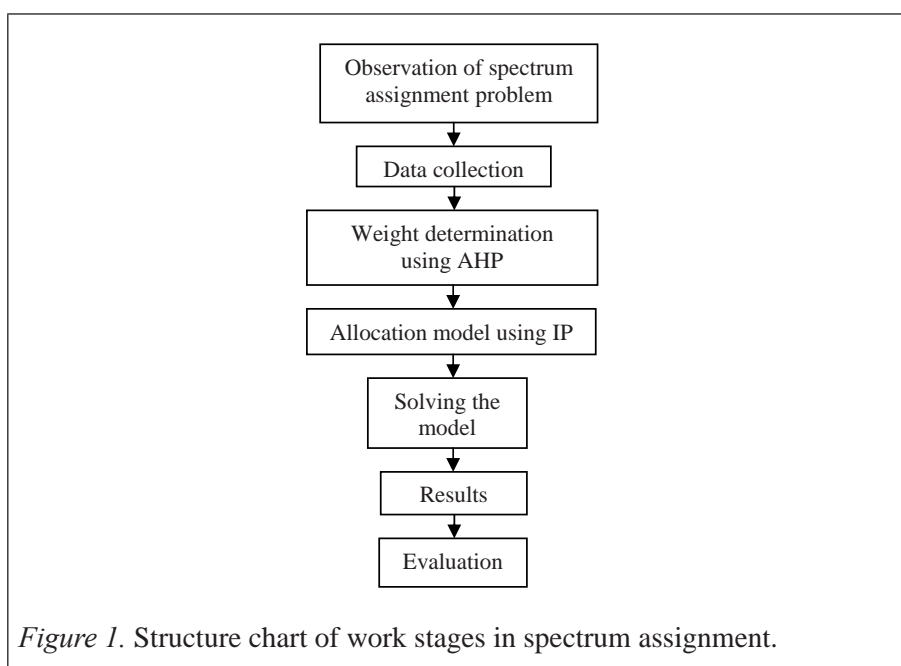 Observation of spectrum
assignment problem
Data collection
Weight determination
using AHP
Allocation model using IP
Solving the
model
Results
Evaluation
Figure 1. Structure chart of work stages in spectrum assignment.